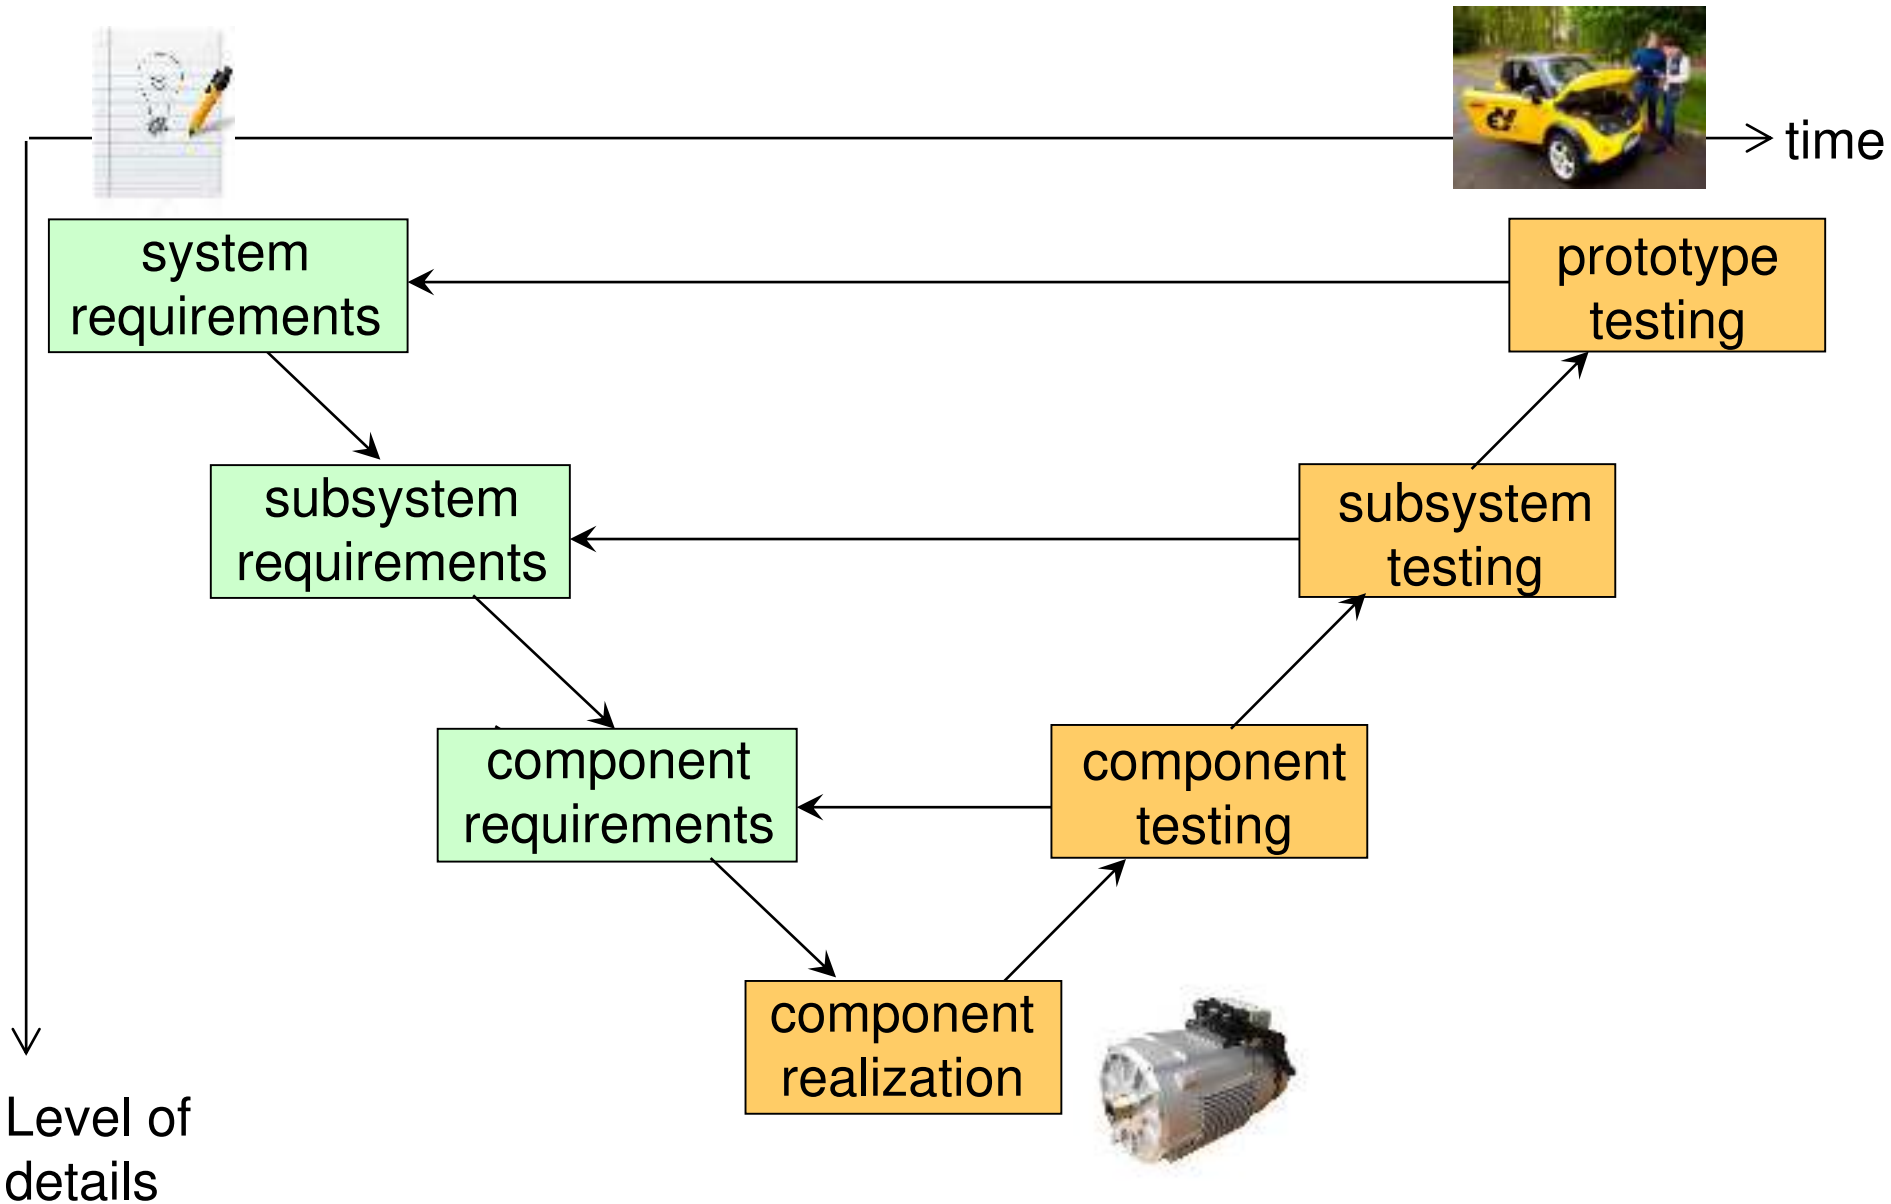 time
system
requirements
prototype
testing
subsystem
requirements
subsystem
testing
component
requirements
component
testing
component
realization
Level of
details